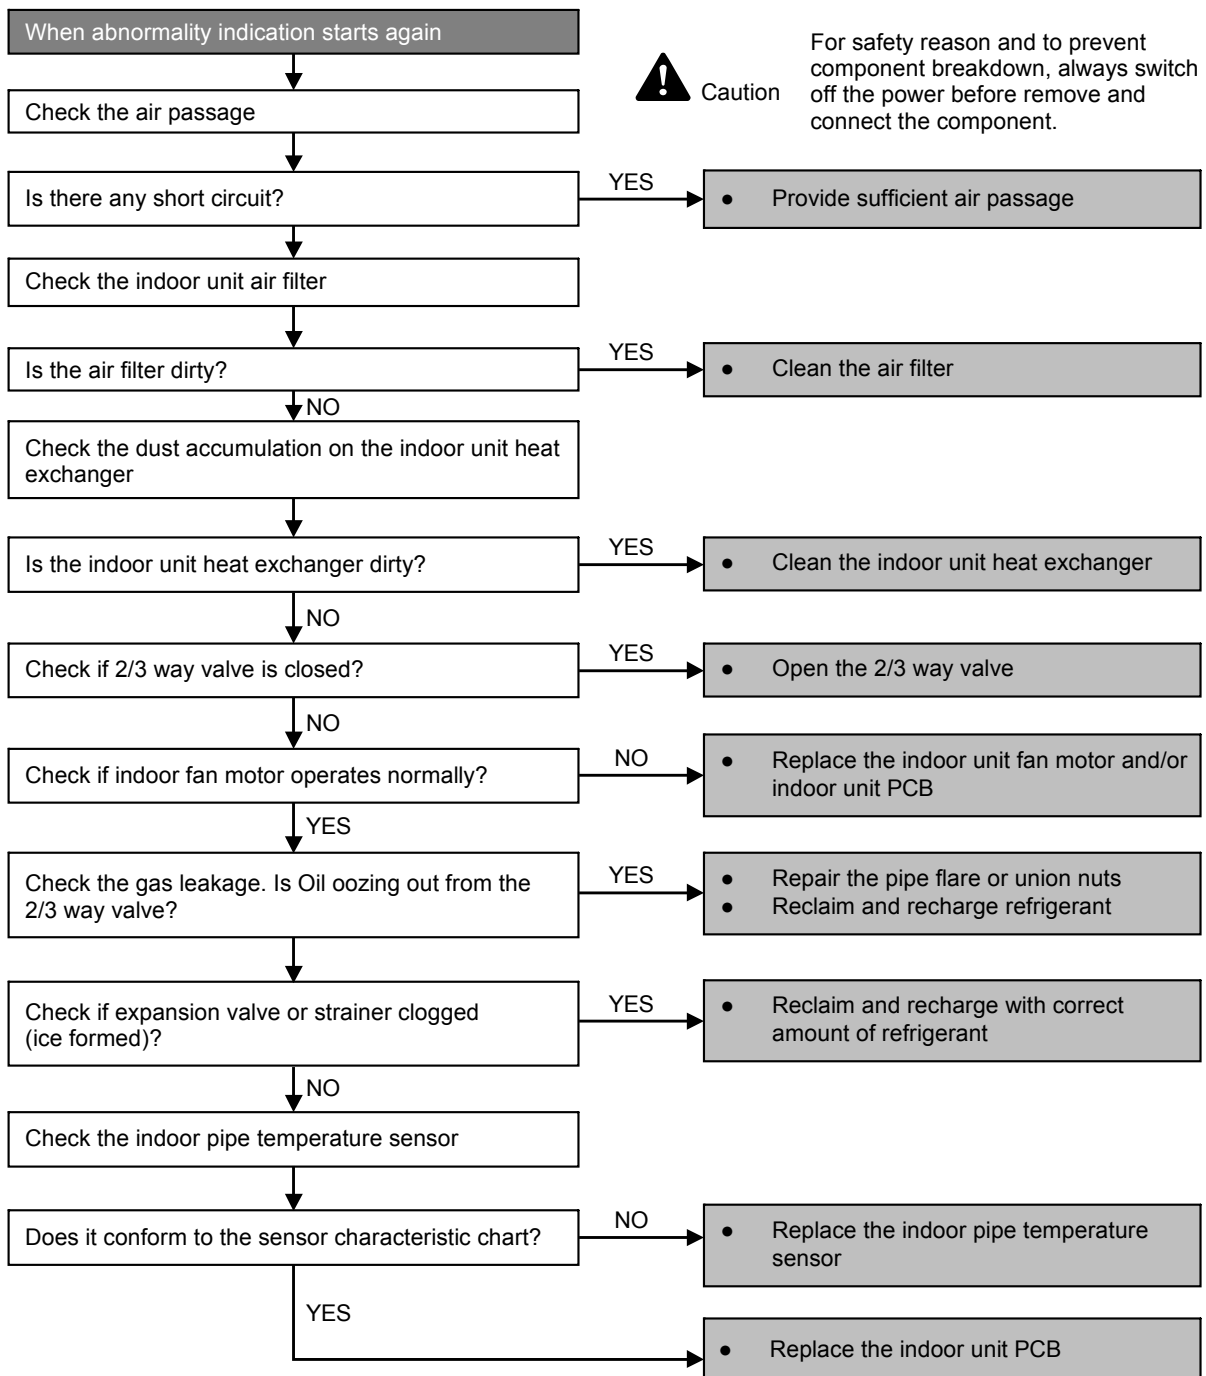 When abnormality indication starts again
Caution
For safety reason and to prevent
component breakdown, always switch
off the power before remove and
connect the component.
Check the air passage
Is there any short circuit?
YES
● Provide sufficient air passage
Check the indoor unit air filter
Is the air filter dirty?
YES
● Clean the air filter
NO
Check the dust accumulation on the indoor unit heat
exchanger
Is the indoor unit heat exchanger dirty?
YES
● Clean the indoor unit heat exchanger
NO
Check if 2/3 way valve is closed?
YES
● Open the 2/3 way valve
NO
Check if indoor fan motor operates normally?
NO
● Replace the indoor unit fan motor and/or
indoor unit PCB
YES
Check the gas leakage. Is Oil oozing out from the
2/3 way valve?
YES
● Repair the pipe flare or union nuts
● Reclaim and recharge refrigerant
Check if expansion valve or strainer clogged
(ice formed)?
YES
● Reclaim and recharge with correct
amount of refrigerant
NO
Check the indoor pipe temperature sensor
Does it conform to the sensor characteristic chart?
NO
● Replace the indoor pipe temperature
sensor
YES
● Replace the indoor unit PCB